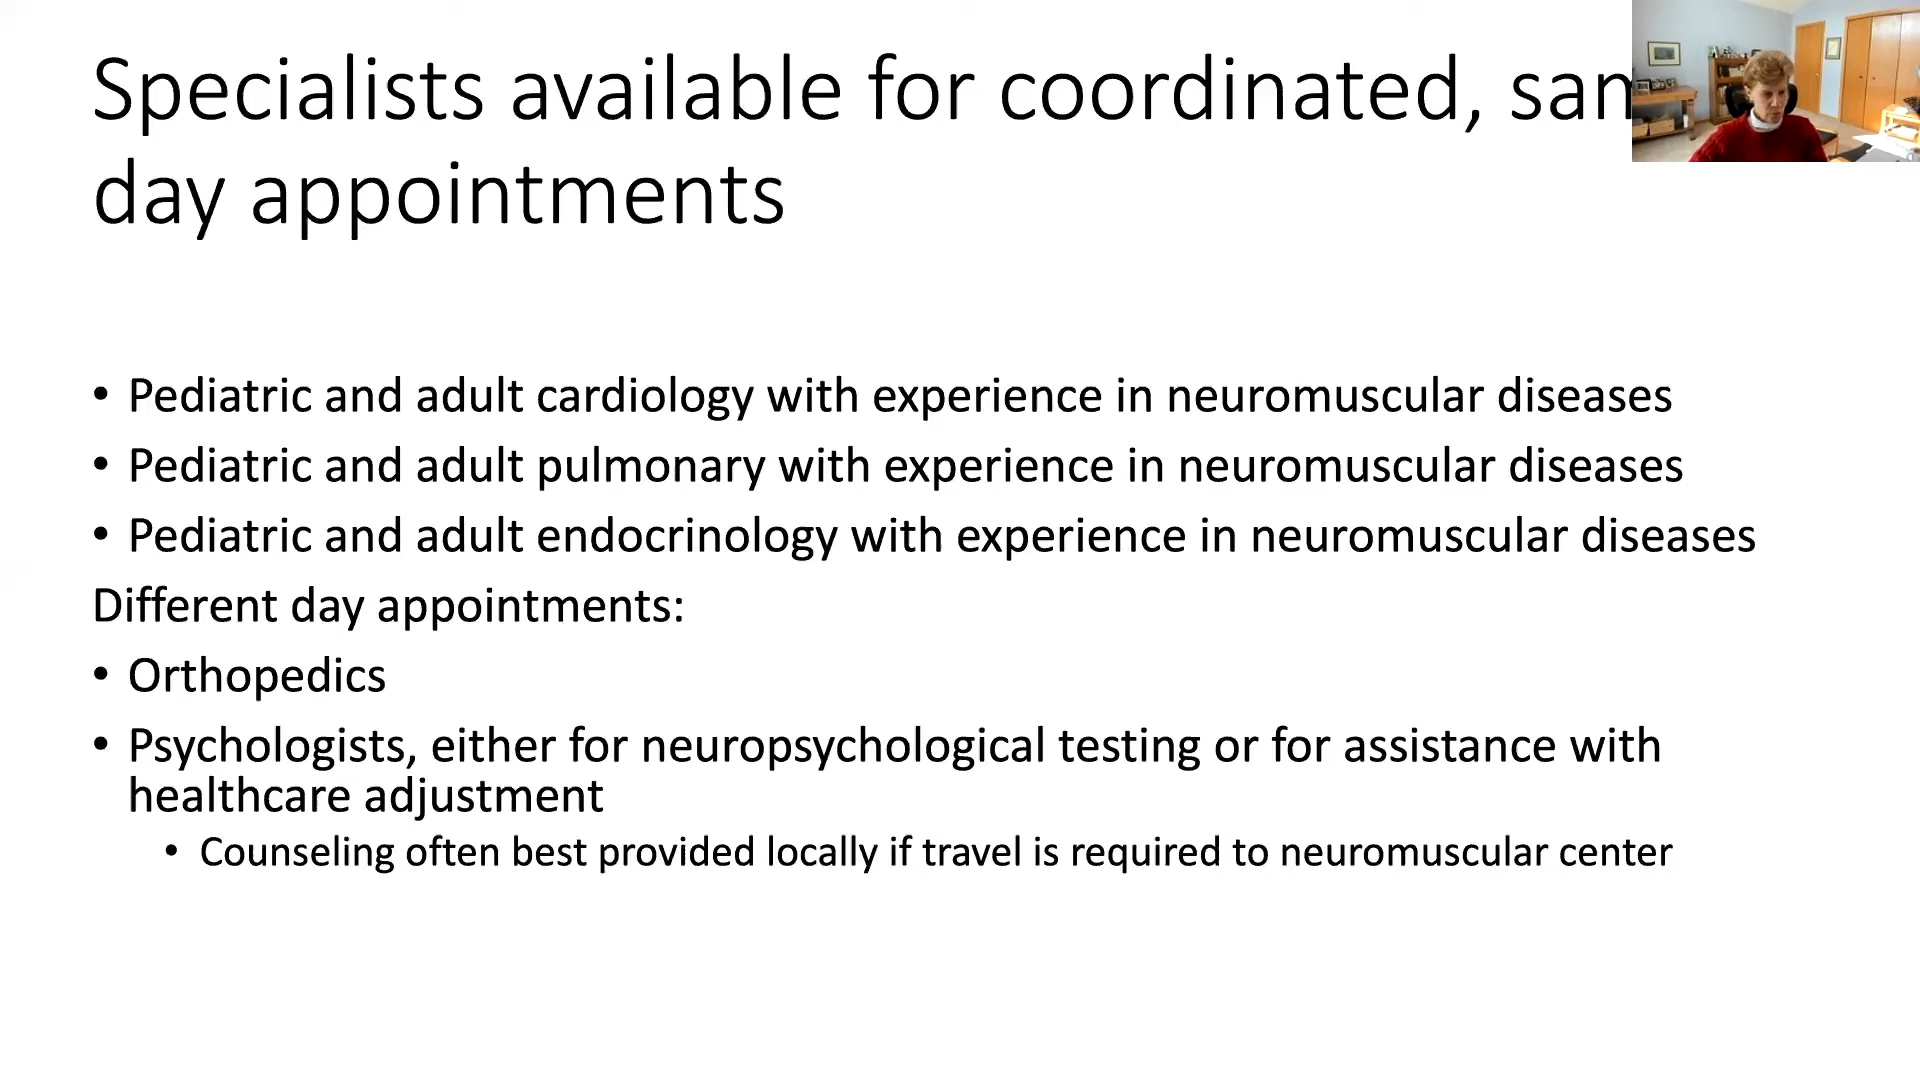 Specialists available for coordinated, sam
day appointments
• Pediatric and adult cardiology with experience in neuromuscular diseases
• Pediatric and adult pulmonary with experience in neuromuscular diseases
• Pediatric and adult endocrinology with experience in neuromuscular diseases
Different day appointments:
• Orthopedics
• Psychologists, either for neuropsychological testing or for assistance with
healthcare adjustment
• Counseling often best provided locally if travel is required to neuromuscular center